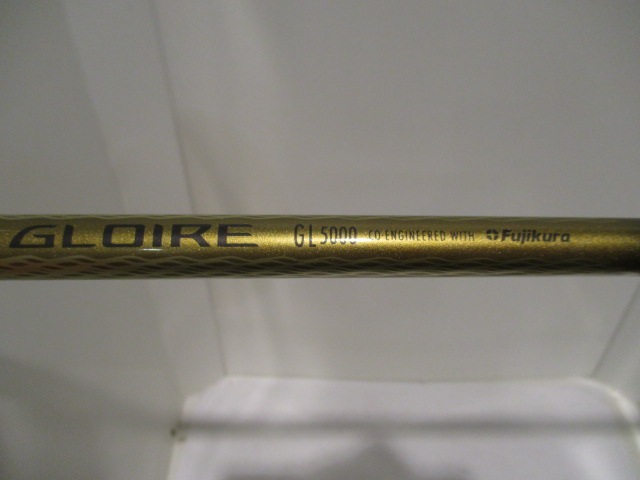 GLOIRE GL5000 CO-ENGINEERED WITH Fujikura